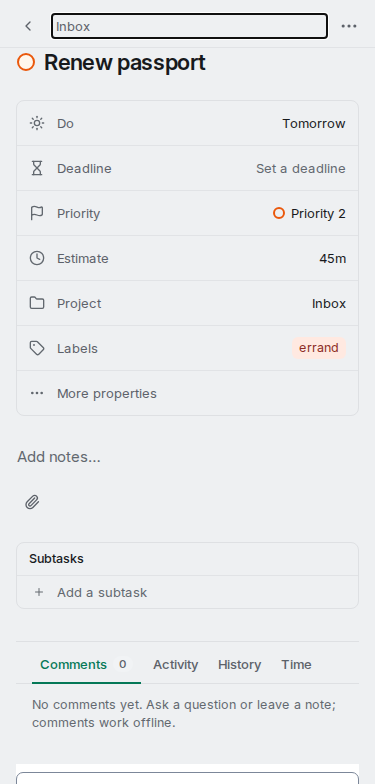 Inbox
Renew passport
Do Tomorrow
Deadline Set a deadline
Priority Priority 2
Estimate 45m
Project Inbox
Labels errand
More properties
Add notes...
Subtasks
Add a subtask
Comments 0 Activity History Time
No comments yet. Ask a question or leave a note;
comments work offline.